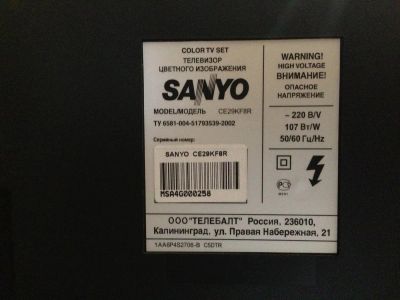 COLOR TV SET
ТЕЛЕВИЗОР
ЦВЕТНОГО ИЗОБРАЖЕНИЯ
SANYO
MODEL/МОДЕЛЬ CE29KF8R
ТУ 6581-004-51793539-2002
Серийный номер:
SANYO CE29KF8R
MSA4G000258
WARNING!
HIGH VOLTAGE
ВНИМАНИЕ!
ОПАСНОЕ
НАПРЯЖЕНИЕ
~ 220 В/V
107 Вт/W
50/60 Гц/Hz
ООО "ТЕЛЕБАЛТ" Россия, 236010,
Калининград, ул. Правая Набережная, 21
1AA6P4S2706-B C5DTR